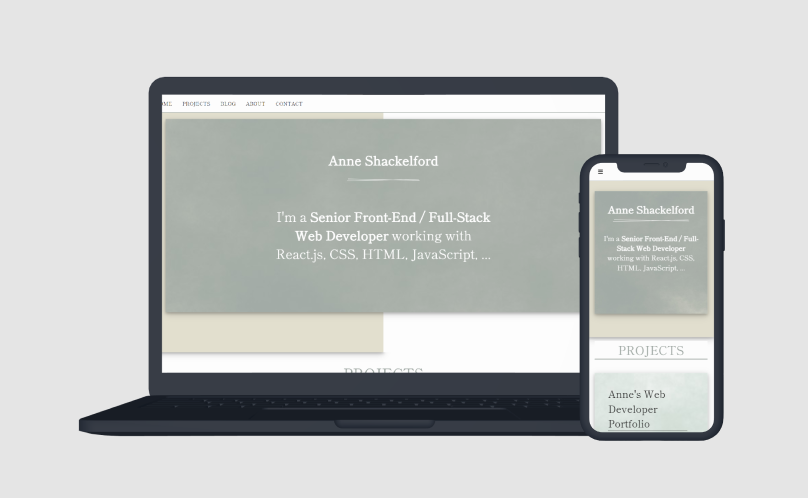 PROJECTS BLOG ABOUT CONTACT
Anne Shackelford
I'm a Senior Front-End / Full-Stack
Web Developer working with
React.js, CSS, HTML, JavaScript, ...
PROJECTS
Anne Shackelford
I'm a Senior Front-End / Full-
Stack Web Developer
working with React.js, CSS,
HTML, JavaScript, ...
PROJECTS
Anne's Web
Developer
Portfolio